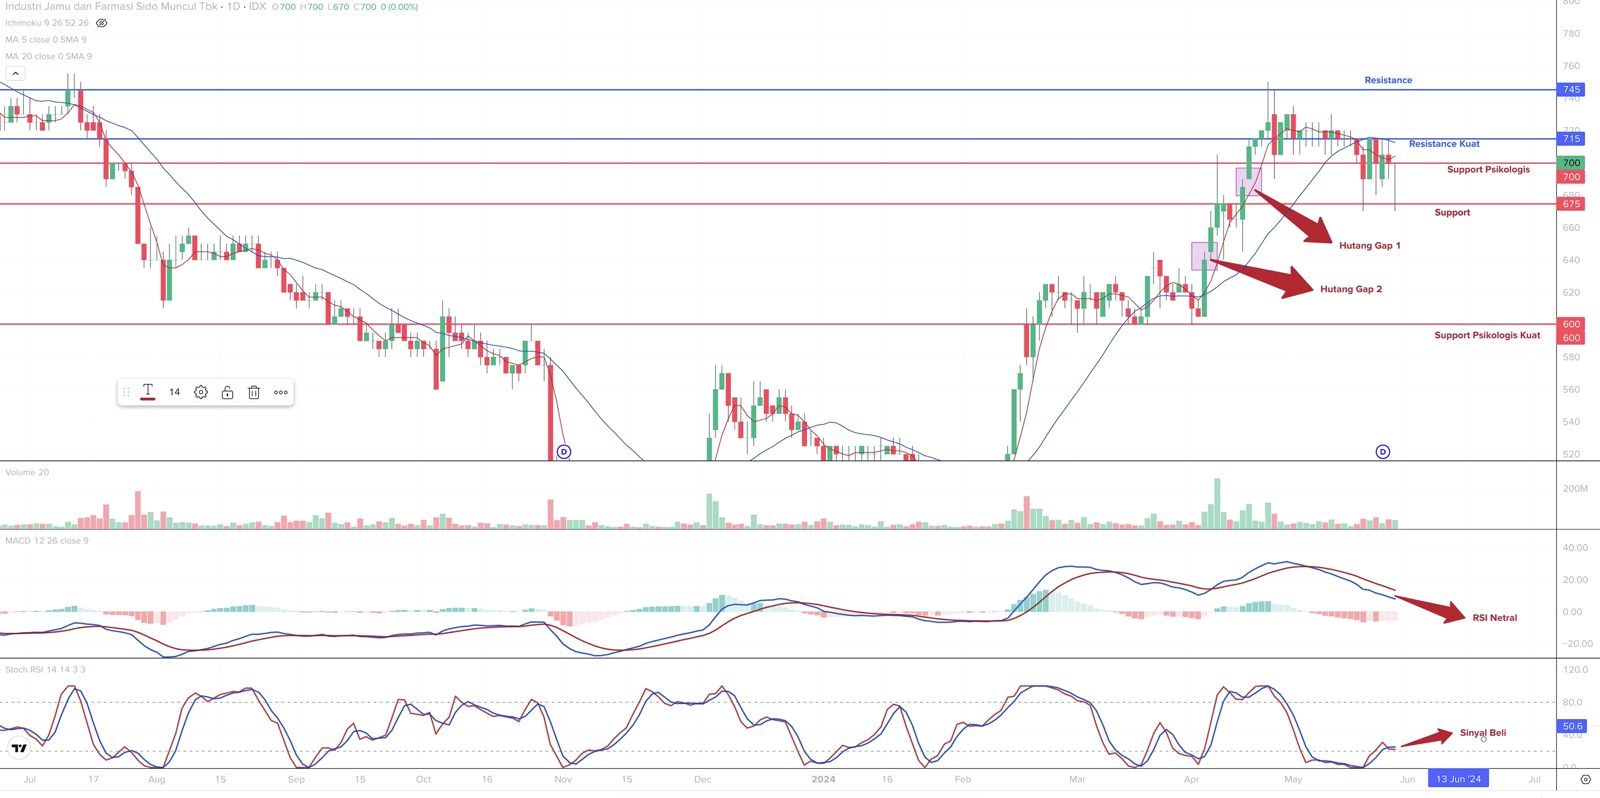 Industri Jamu dan Farmasi Sido Muncul Tbk • 1D • IDX O700 H700 L670 C700 0 (0.00%)
Ichimoku 9 26 52 26
MA 5 close 0 SMA 9
MA 20 close 0 SMA 9
800
780
760
Resistance
745
740
720
715
Resistance Kuat
700
Support Psikologis
700
680
675
Support
660
Hutang Gap 1
640
Hutang Gap 2
620
600
Support Psikologis Kuat
600
580
560
T 14
540
D
D
520
Volume 20
200M
MACD 12 26 close 9
40.00
20.00
0.00
RSI Netral
−20.00
Stoch RSI 14 14 3 3
120.0
80.0
50.6
Sinyal Beli
40.0
0.0
Jul 17 Aug 15 Sep 15 Oct 16 Nov 15 Dec 2024 16 Feb Mar Apr May Jun 13 Jun '24 Jul